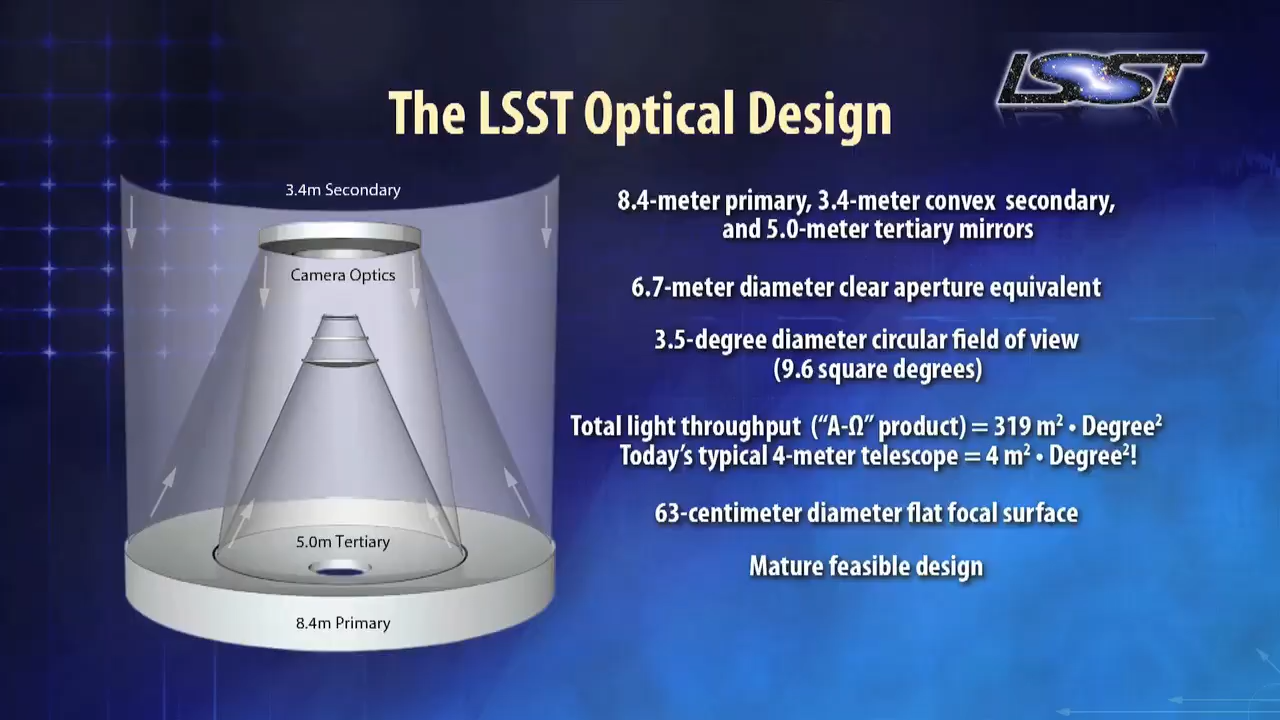 LSST
The LSST Optical Design
3.4m Secondary
Camera Optics
5.0m Tertiary
8.4m Primary
8.4-meter primary, 3.4-meter convex secondary,
and 5.0-meter tertiary mirrors
6.7-meter diameter clear aperture equivalent
3.5-degree diameter circular field of view
(9.6 square degrees)
Total light throughput (“A-Ω” product) = 319 m² • Degree²
Today’s typical 4-meter telescope = 4 m² • Degree²!
63-centimeter diameter flat focal surface
Mature feasible design